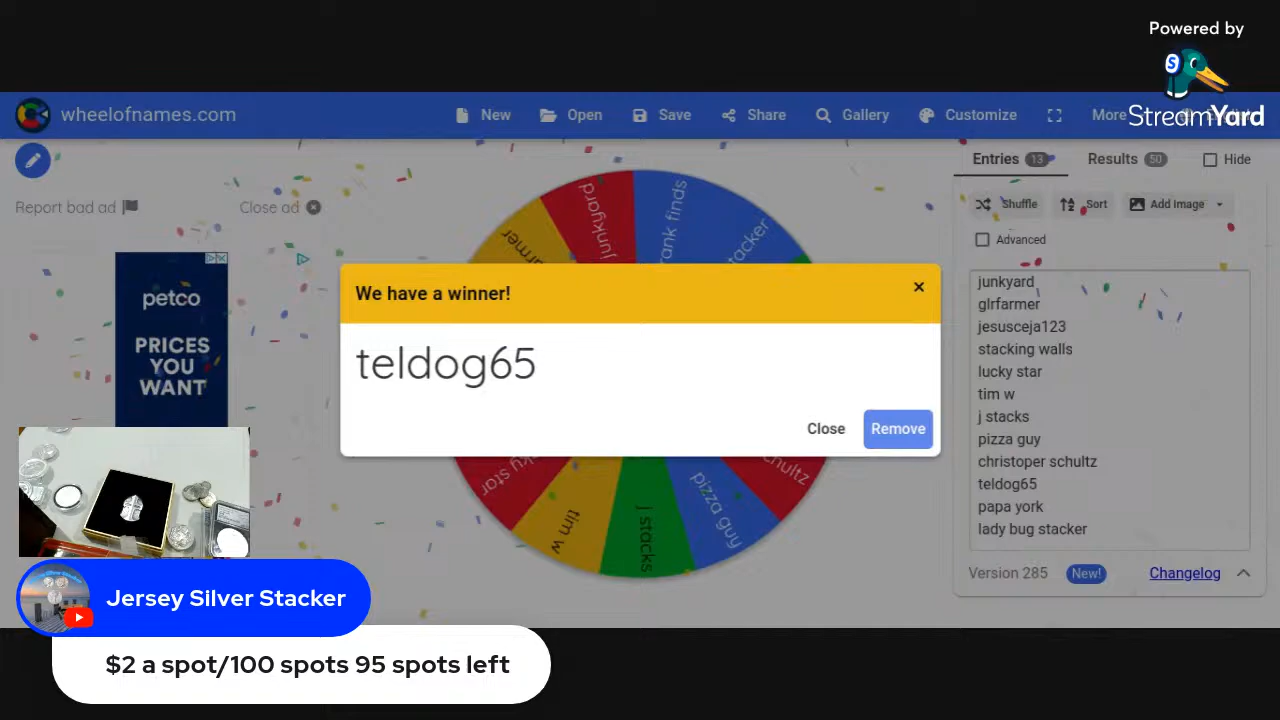 Powered by
StreamYard
wheelofnames.com
New
Open
Save
Share
Gallery
Customize
More
Report bad ad
Close ad
petco
PRICES
YOU
WANT
junkyard
tim w
j stacks
pizza guy
We have a winner!
×
teldog65
Close
Remove
Entries 13
Results 50
Hide
Shuffle
Sort
Add image
Advanced
junkyard
glrfarmer
jesusceja123
stacking walls
lucky star
tim w
j stacks
pizza guy
christoper schultz
teldog65
papa york
lady bug stacker
Version 285
New!
Changelog
Jersey Silver Stacker
$2 a spot/100 spots 95 spots left